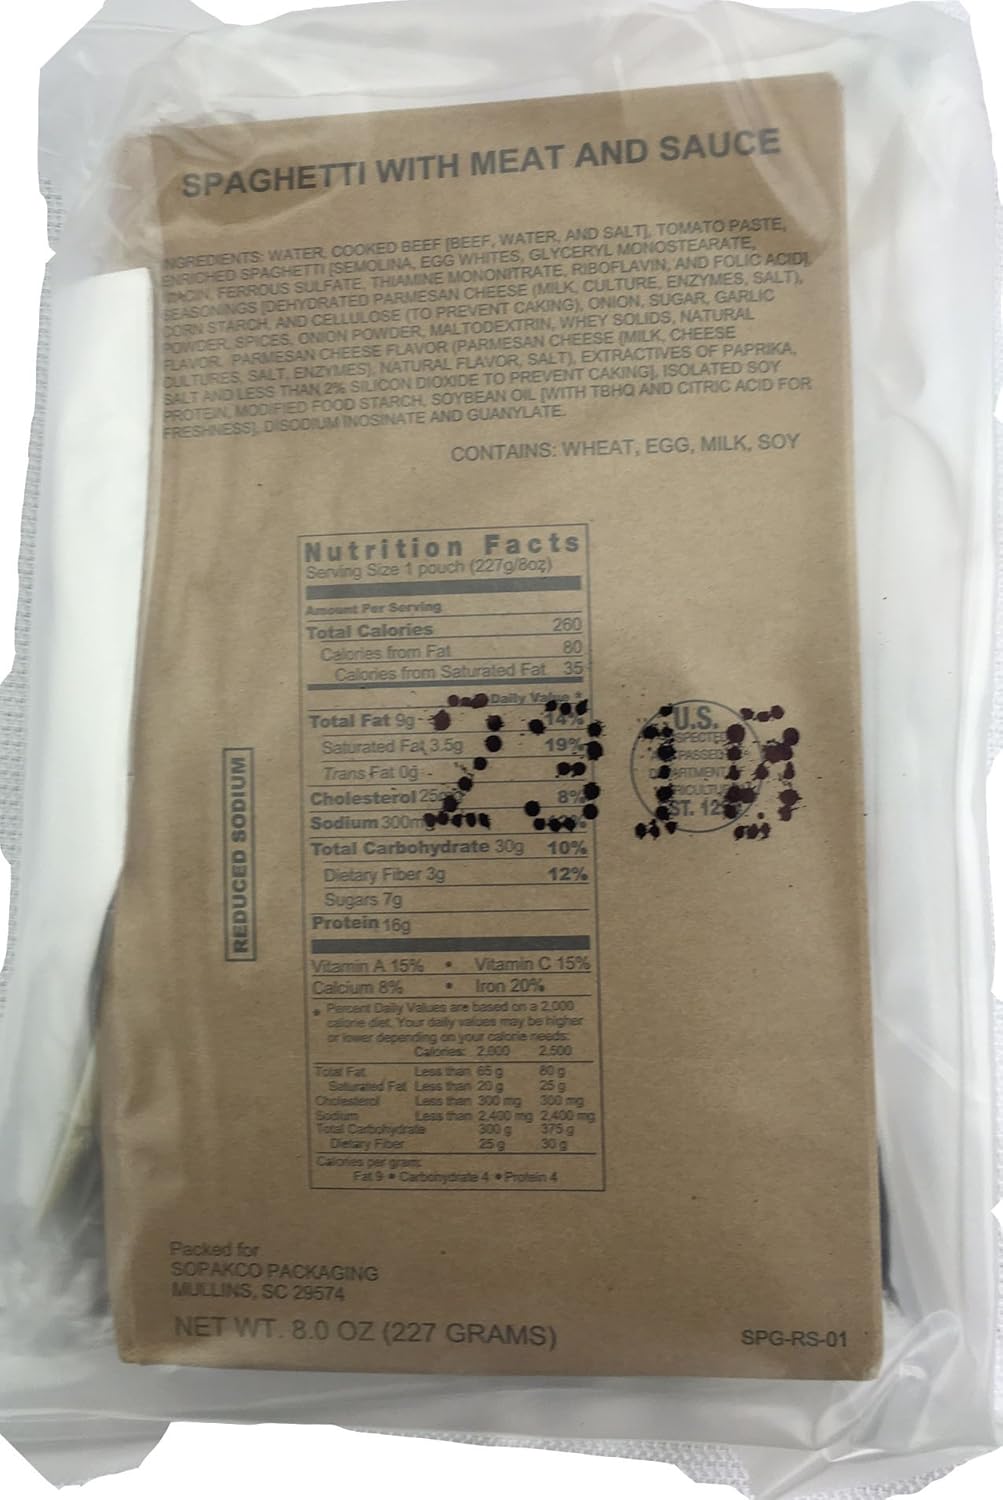 SPAGHETTI WITH MEAT AND SAUCE
INGREDIENTS: WATER, COOKED BEEF [BEEF, WATER, AND SALT], TOMATO PASTE,
ENRICHED SPAGHETTI [SEMOLINA, EGG WHITES, GLYCERYL MONOSTEARATE,
FERROUS SULFATE, THIAMINE MONONITRATE, RIBOFLAVIN, AND FOLIC ACID],
SEASONINGS [DEHYDRATED PARMESAN CHEESE (MILK, CULTURE, ENZYMES, SALT),
CORN STARCH, AND CELLULOSE (TO PREVENT CAKING), ONION, SUGAR, GARLIC
POWDER, SPICES, ONION POWDER, MALTODEXTRIN, WHEY SOLIDS, NATURAL
FLAVOR, PARMESAN CHEESE FLAVOR (PARMESAN CHEESE [MILK, CHEESE
CULTURES, SALT, ENZYMES], NATURAL FLAVOR, SALT), EXTRACTIVES OF PAPRIKA,
SALT AND LESS THAN 2% SILICON DIOXIDE TO PREVENT CAKING], ISOLATED SOY
PROTEIN, MODIFIED FOOD STARCH, SOYBEAN OIL [WITH TBHQ AND CITRIC ACID FOR
FRESHNESS], DISODIUM INOSINATE AND GUANYLATE.
CONTAINS: WHEAT, EGG, MILK, SOY
Nutrition Facts
Serving Size 1 pouch (227g/8oz)
Amount Per Serving
Total Calories 260
Calories from Fat 80
Calories from Saturated Fat 35
Daily Value *
Total Fat 9g 14%
Saturated Fat 3.5g 19%
Trans Fat 0g
Cholesterol 25 8%
Sodium 300m
Total Carbohydrate 30g 10%
Dietary Fiber 3g 12%
Sugars 7g
Protein 16g
Vitamin A 15% • Vitamin C 15%
Calcium 8% • Iron 20%
• Percent Daily Values are based on a 2,000
calorie diet. Your daily values may be higher
or lower depending on your calorie needs:
Calories: 2,000 2,500
Total Fat Less than 65 g 80 g
Saturated Fat Less than 20 g 25 g
Cholesterol Less than 300 mg 300 mg
Sodium Less than 2,400 mg 2,400 mg
Total Carbohydrate 300 g 375 g
Dietary Fiber 25 g 30 g
Calories per gram:
Fat 9 • Carbohydrate 4 • Protein 4
U.S.
REDUCED SODIUM
Packed for
SOPAKCO PACKAGING
MULLINS, SC 29574
NET WT. 8.0 OZ (227 GRAMS)
SPG-RS-01